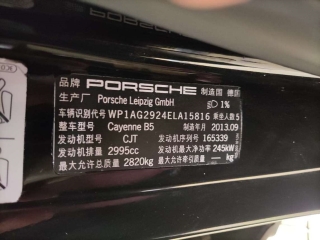 品牌 PORSCHE 制造国 德国
生产厂 Porsche Leipzig GmbH 1%
车辆识别代号 WP1AG2924ELA15816 乘坐人数 5
整车型号 Cayenne B5 制造年月 2013.09
发动机型号 CJT 发动机序号 165339
发动机排量 2995cc 发动机最大净功率 245kW
最大允许总质量 2820kg 最大允许牵引质量 — kg